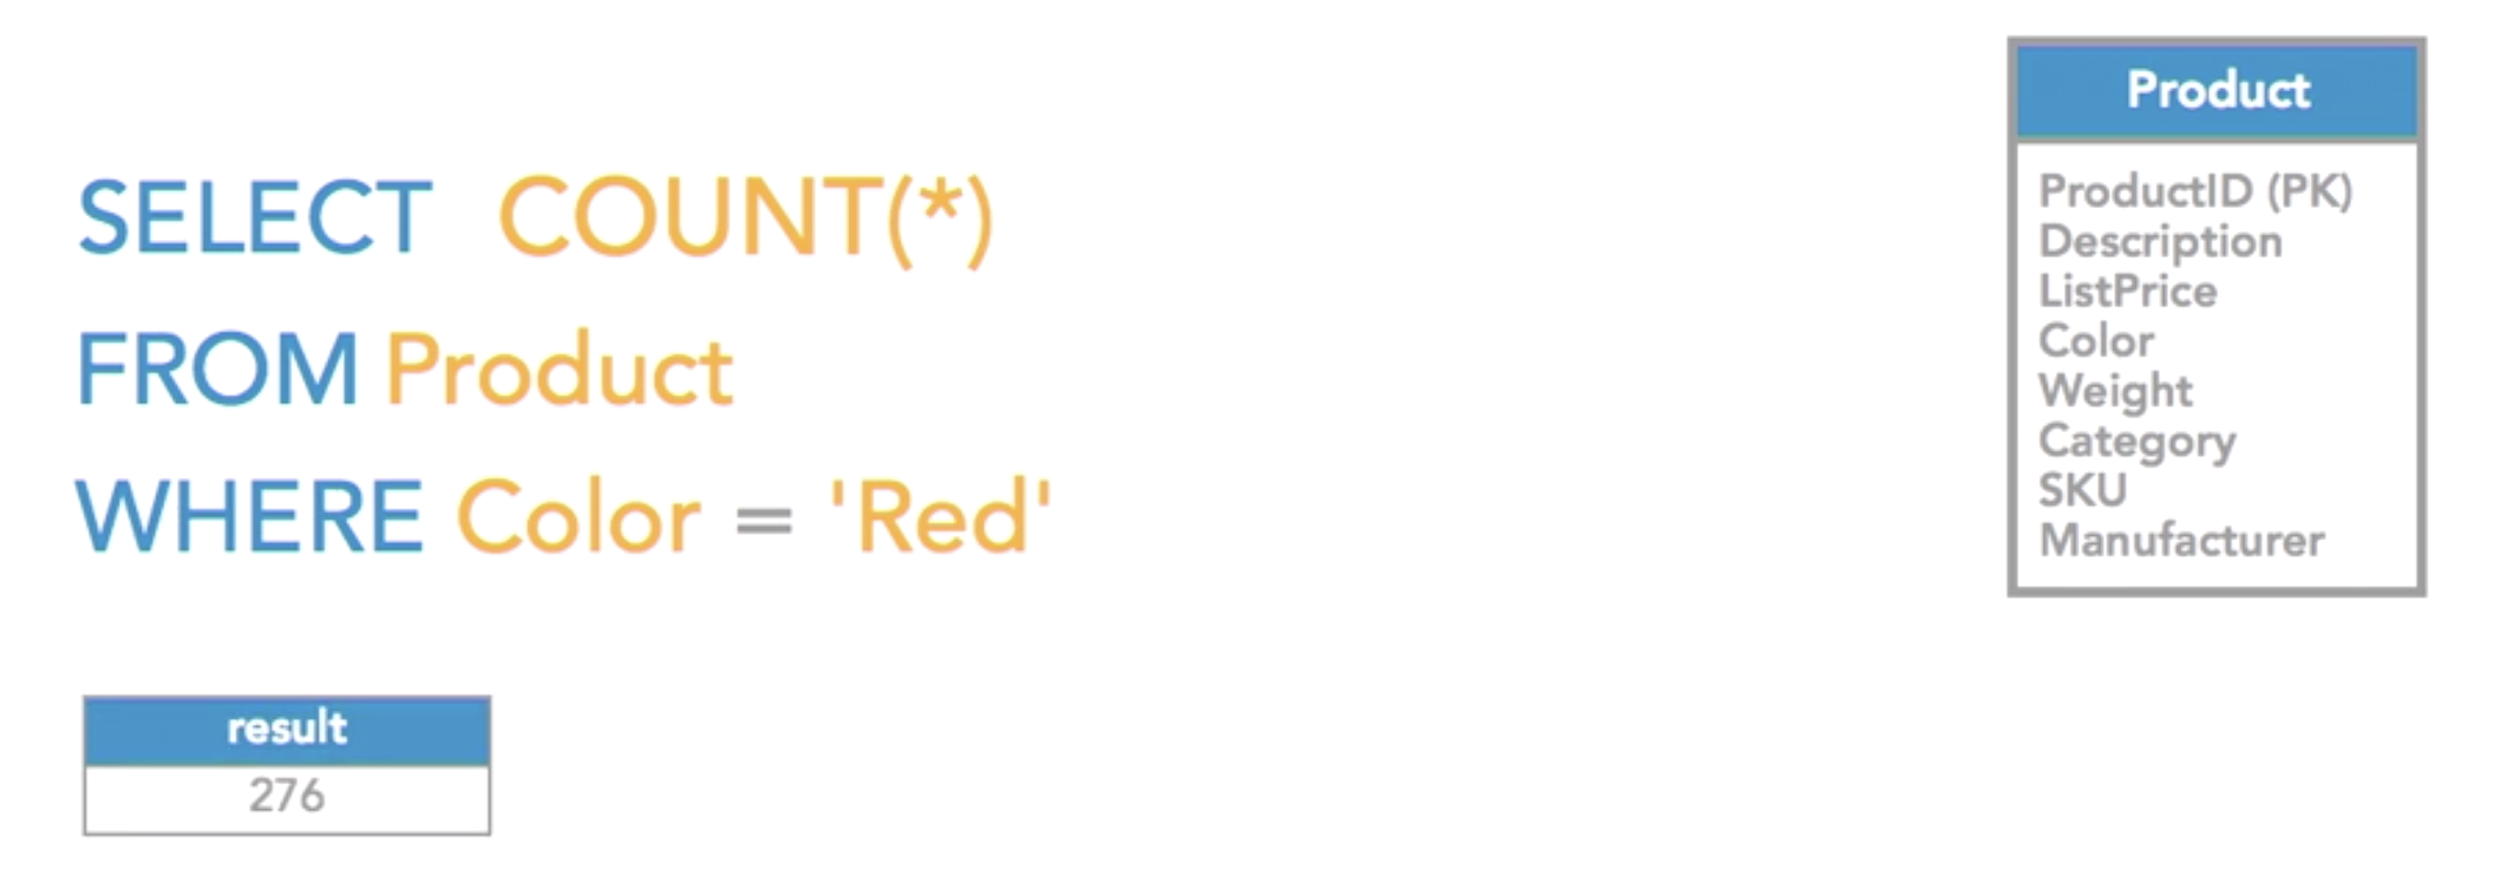 SELECT COUNT(*)
FROM Product
WHERE Color = 'Red'
result
276
Product
ProductID (PK)
Description
ListPrice
Color
Weight
Category
SKU
Manufacturer